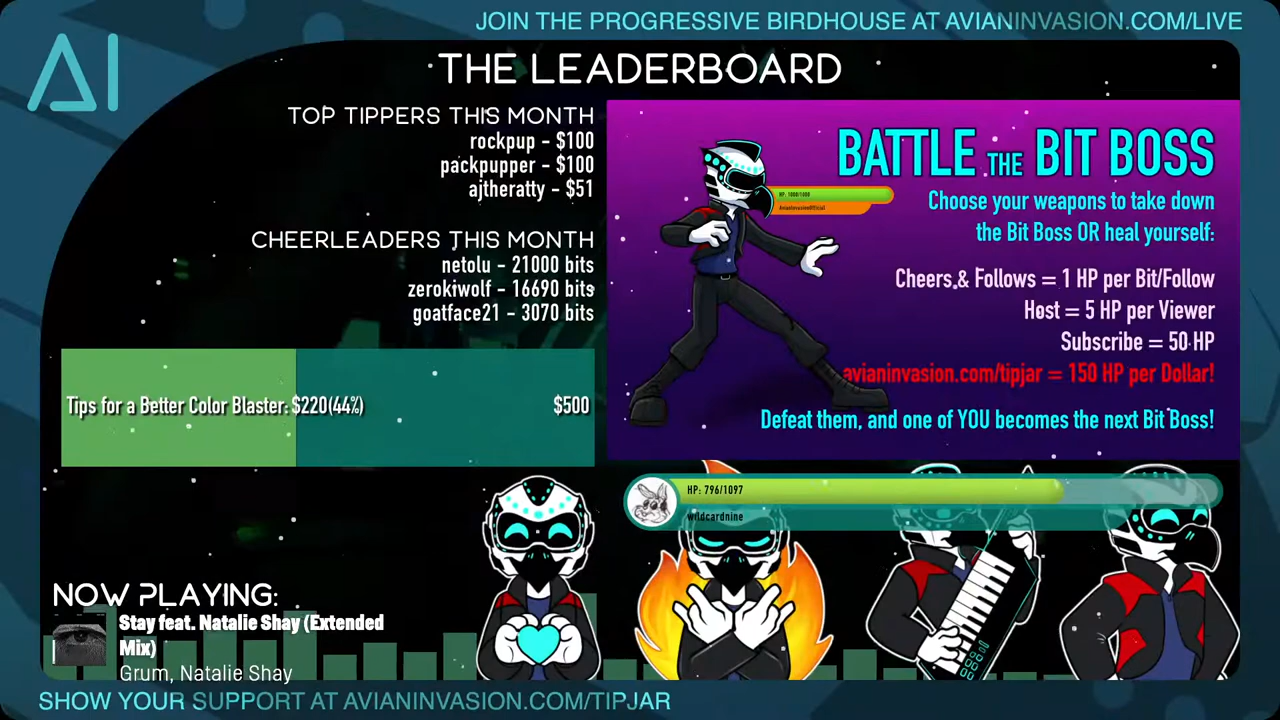 JOIN THE PROGRESSIVE BIRDHOUSE AT AVIANINVASION.COM/LIVE
AI
THE LEADERBOARD
TOP TIPPERS THIS MONTH
rockpup - $100
packpupper - $100
ajtheratty - $51
CHEERLEADERS THIS MONTH
netolu - 21000 bits
zerokiwolf - 16690 bits
goatface21 - 3070 bits
Tips for a Better Color Blaster: $220(44%)
$500
BATTLE THE BIT BOSS
HP: 1000/1000
AvianInvasionOfficial
Choose your weapons to take down
the Bit Boss OR heal yourself:
Cheers & Follows = 1 HP per Bit/Follow
Host = 5 HP per Viewer
Subscribe = 50 HP
avianinvasion.com/tipjar = 150 HP per Dollar!
Defeat them, and one of YOU becomes the next Bit Boss!
HP: 796/1097
wildcardnine
NOW PLAYING:
Stay feat. Natalie Shay (Extended
Mix)
Grum, Natalie Shay
SHOW YOUR SUPPORT AT AVIANINVASION.COM/TIPJAR